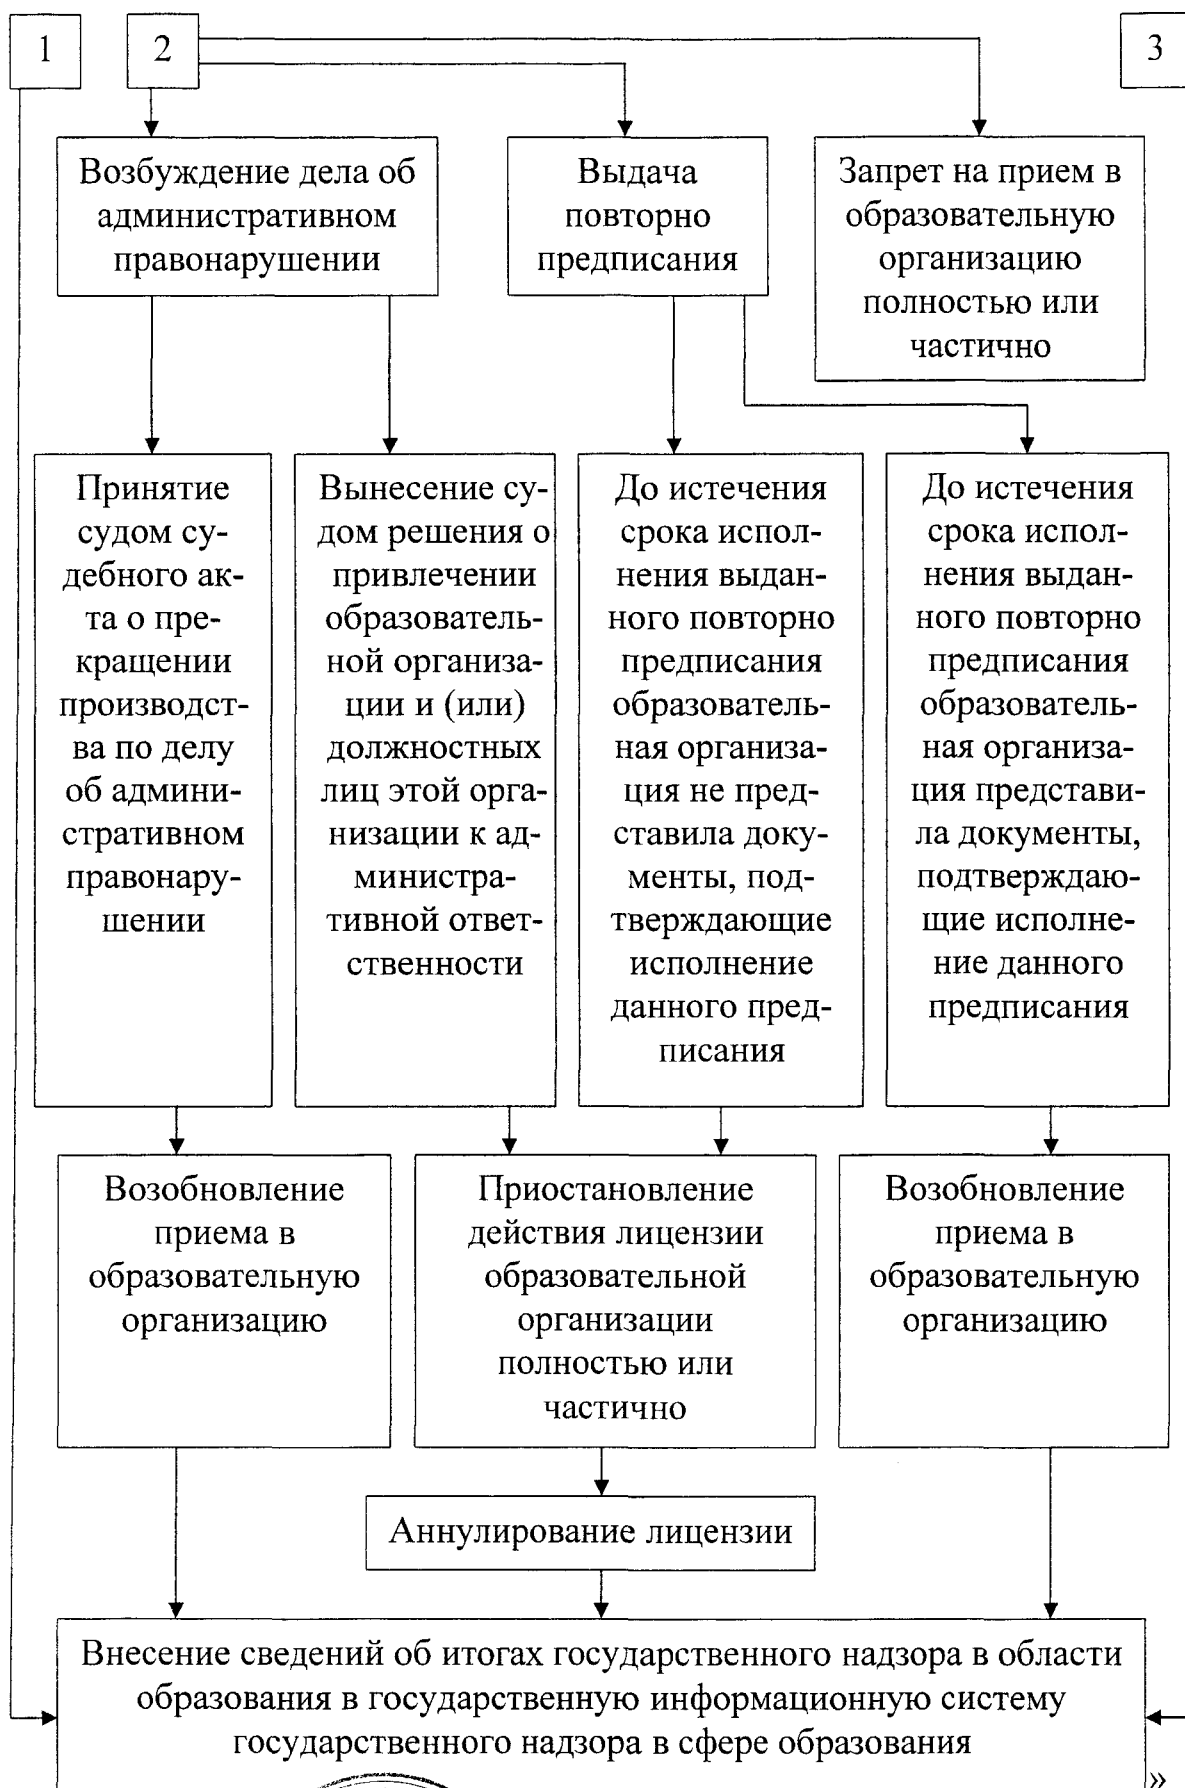 1
2
3
Возбуждение дела об
административном
правонарушении
Выдача
повторно
предписания
Запрет на прием в
образовательную
организацию
полностью или
частично
Принятие
судом су-
дебного ак-
та о пре-
кращении
производст-
ва по делу
об админи-
стративном
правонару-
шении
Вынесение су-
дом решения о
привлечении
образователь-
ной организа-
ции и (или)
должностных
лиц этой орга-
низации к ад-
министра-
тивной ответ-
ственности
До истечения
срока испол-
нения выдан-
ного повторно
предписания
образователь-
ная организа-
ция не пред-
ставила доку-
менты, под-
тверждающие
исполнение
данного пред-
писания
До истечения
срока испол-
нения выдан-
ного повторно
предписания
образователь-
ная организа-
ция представи-
ла документы,
подтверждаю-
щие исполне-
ние данного
предписания
Возобновление
приема в
образовательную
организацию
Приостановление
действия лицензии
образовательной
организации
полностью или
частично
Возобновление
приема в
образовательную
организацию
Аннулирование лицензии
Внесение сведений об итогах государственного надзора в области
образования в государственную информационную систему
государственного надзора в сфере образования
»